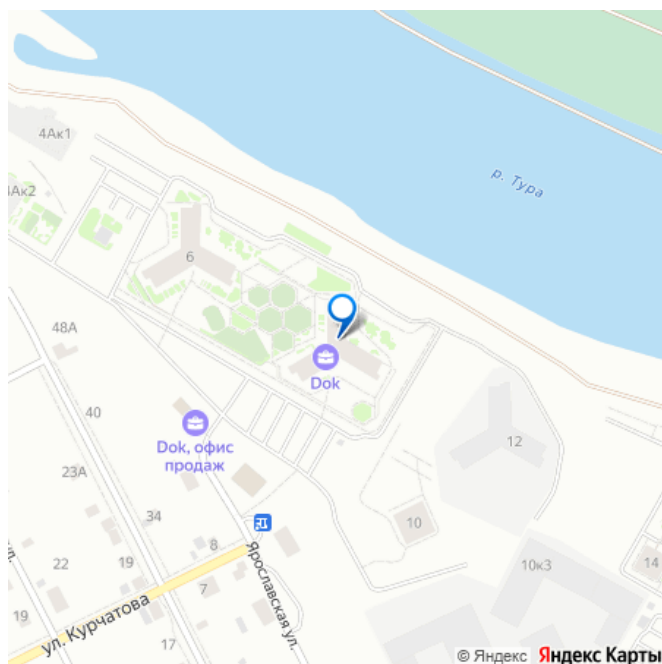 4Ак1
р. Тура
4Ак2
6
48А
Dok
40
Dok, офис
продаж
12
23А
10
34
8
22
19
10к3
14
7
Ярославская ул.
19
ул. Курчатова
17
© Яндекс Яндекс Карты